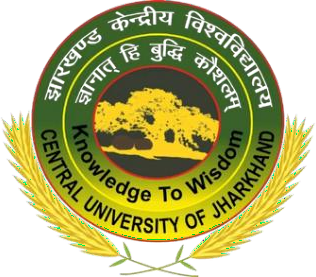 झारखण्ड केन्द्रीय विश्वविद्यालय
ज्ञानात् हि बुद्धि कौशलम्
Knowledge To Wisdom
CENTRAL UNIVERSITY OF JHARKHAND